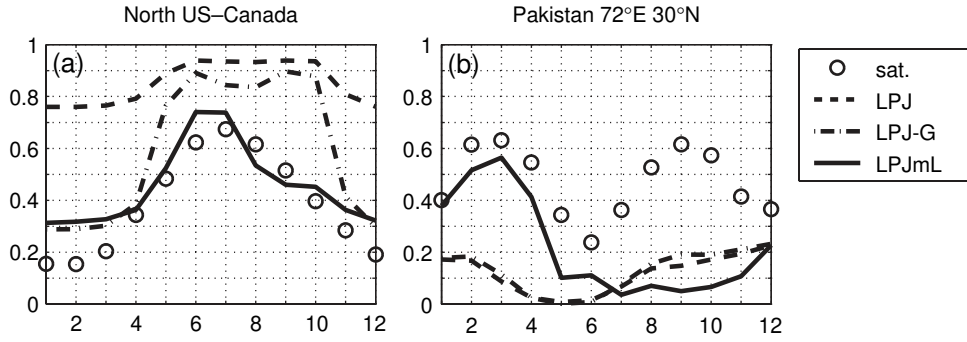 North US–Canada
Pakistan 72°E 30°N
(a)
1
0.8
0.6
0.4
0.2
0
2 4 6 8 10 12
(b)
1
0.8
0.6
0.4
0.2
0
2 4 6 8 10 12
sat.
LPJ
LPJ-G
LPJmL